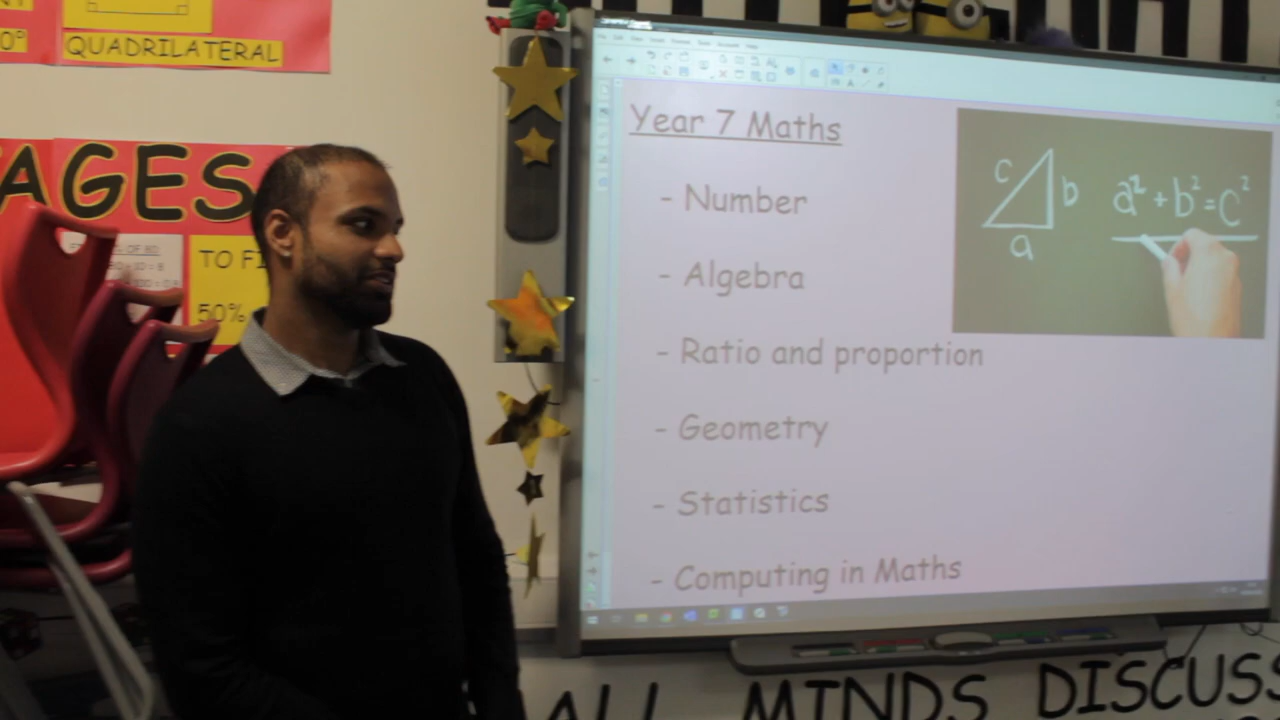 0°
QUADRILATERAL
AGES
TO FI
50%
Year 7 Maths
- Number
- Algebra
- Ratio and proportion
- Geometry
- Statistics
- Computing in Maths
c
b
a
a² + b² = c²
ALL MINDS DISCUSS